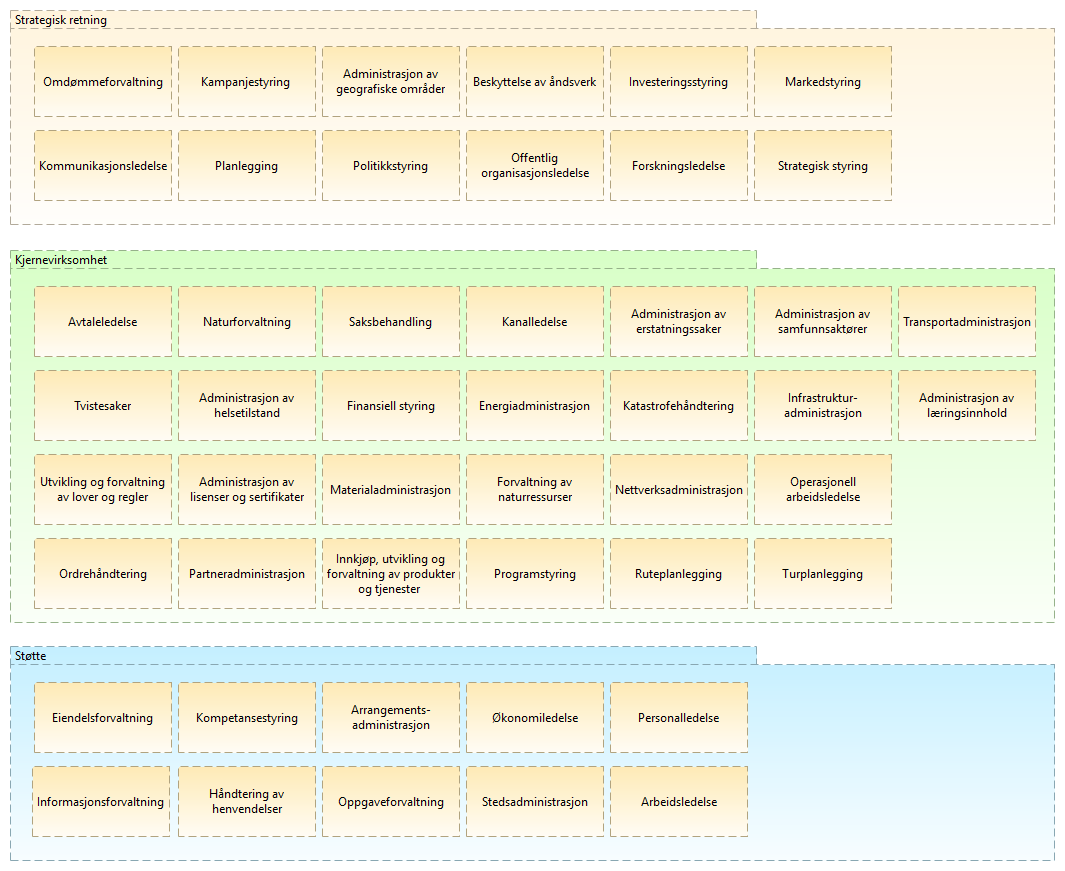 Strategisk retning
Omdømmeforvaltning
Kampanjestyring
Administrasjon av
geografiske områder
Beskyttelse av åndsverk
Investeringsstyring
Markedstyring
Kommunikasjonsledelse
Planlegging
Politikkstyring
Offentlig
organisasjonsledelse
Forskningsledelse
Strategisk styring
Kjernevirksomhet
Avtaleledelse
Naturforvaltning
Saksbehandling
Kanalledelse
Administrasjon av
erstatningssaker
Administrasjon av
samfunnsaktører
Transportadministrasjon
Tvistesaker
Administrasjon av
helsetilstand
Finansiell styring
Energiadministrasjon
Katastrofehåndtering
Infrastruktur-
administrasjon
Administrasjon av
læringsinnhold
Utvikling og forvaltning
av lover og regler
Administrasjon av
lisenser og sertifikater
Materialadministrasjon
Forvaltning av
naturressurser
Nettverksadministrasjon
Operasjonell
arbeidsledelse
Ordrehåndtering
Partneradministrasjon
Innkjøp, utvikling og
forvaltning av produkter
og tjenester
Programstyring
Ruteplanlegging
Turplanlegging
Støtte
Eiendelsforvaltning
Kompetansestyring
Arrangements-
administrasjon
Økonomiledelse
Personalledelse
Informasjonsforvaltning
Håndtering av
henvendelser
Oppgaveforvaltning
Stedsadministrasjon
Arbeidsledelse